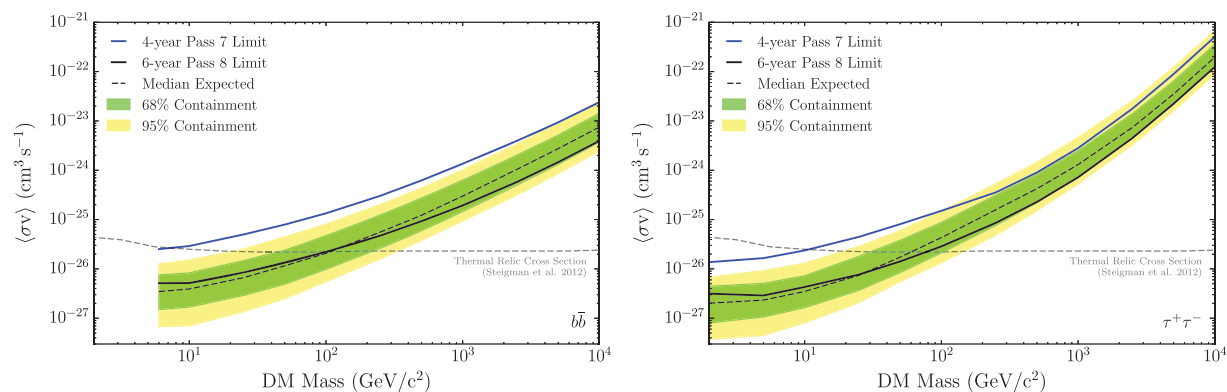 10⁻²¹
10⁻²²
10⁻²³
10⁻²⁴
10⁻²⁵
10⁻²⁶
10⁻²⁷
⟨σv⟩ (cm³ s⁻¹)
4-year Pass 7 Limit
6-year Pass 8 Limit
Median Expected
68% Containment
95% Containment
Thermal Relic Cross Section
(Steigman et al. 2012)
bb̄
10¹ 10² 10³ 10⁴
DM Mass (GeV/c²)
10⁻²¹
10⁻²²
10⁻²³
10⁻²⁴
10⁻²⁵
10⁻²⁶
10⁻²⁷
⟨σv⟩ (cm³ s⁻¹)
4-year Pass 7 Limit
6-year Pass 8 Limit
Median Expected
68% Containment
95% Containment
Thermal Relic Cross Section
(Steigman et al. 2012)
τ⁺τ⁻
10¹ 10² 10³ 10⁴
DM Mass (GeV/c²)